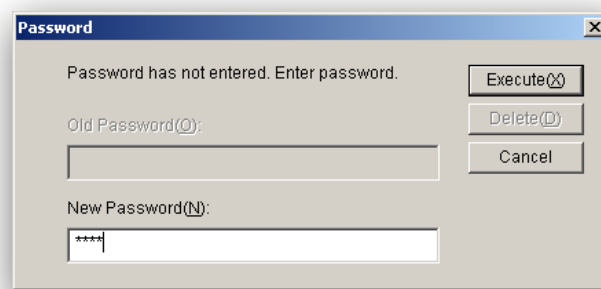 Password
Password has not entered. Enter password.
Execute(X)
Old Password(O):
Delete(D)
Cancel
New Password(N):
****